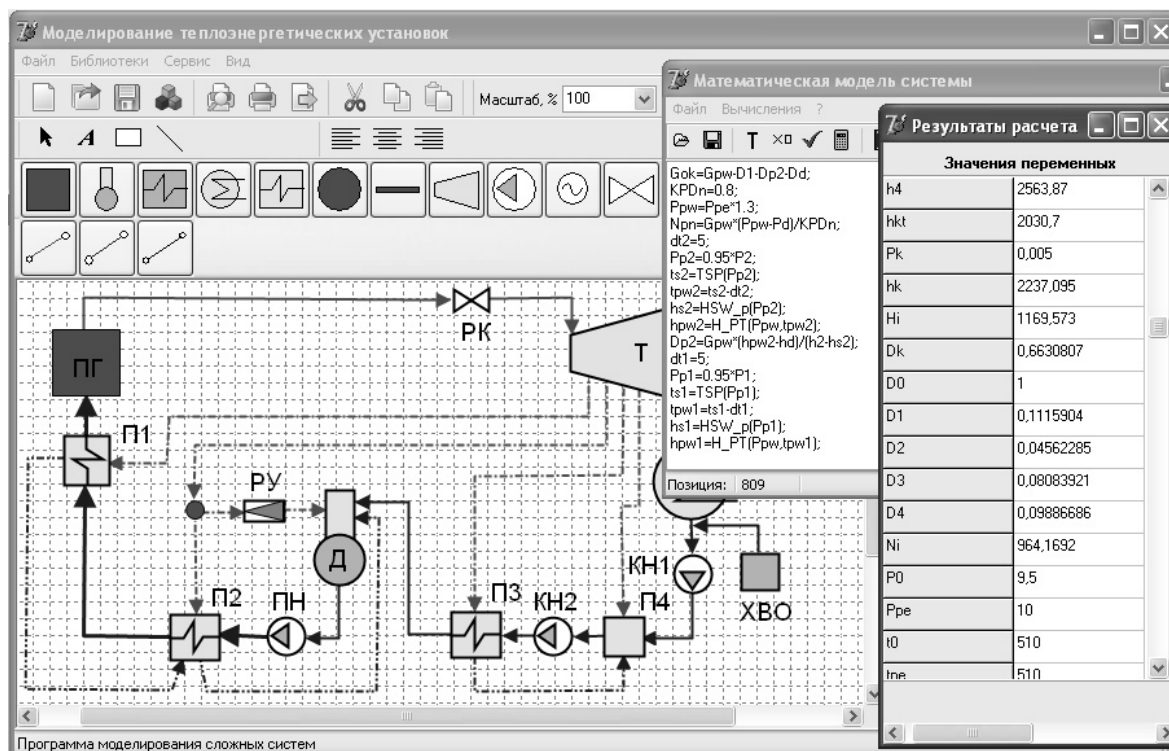 Моделирование теплоэнергетических установок
Файл Библиотеки Сервис Вид
Масштаб, % 100
A
ПГ
РК
Т
П1
РУ
Д
П2
ПН
П3
КН2
П4
КН1
ХВО
Программа моделирования сложных систем
Математическая модель системы
Файл Вычисления ?
T
Gok=Gpw-D1-Dp2-Dd;
KPDn=0.8;
Ppw=Ppe*1.3;
Npn=Gpw*(Ppw-Pd)/KPDn;
dt2=5;
Pp2=0.95*P2;
ts2=TSP(Pp2);
tpw2=ts2-dt2;
hs2=HSW_p(Pp2);
hpw2=H_PT(Ppw,tpw2);
Dp2=Gpw*(hpw2-hd)/(h2-hs2);
dt1=5;
Pp1=0.95*P1;
ts1=TSP(Pp1);
tpw1=ts1-dt1;
hs1=HSW_p(Pp1);
hpw1=H_PT(Ppw,tpw1);
Позиция: 809
Результаты расчета
Значения переменных
h4 2563,87
hkt 2030,7
Pk 0,005
hk 2237,095
Hi 1169,573
Dk 0,6630807
D0 1
D1 0,1115904
D2 0,04562285
D3 0,08083921
D4 0,09886686
Ni 964,1692
P0 9,5
Ppe 10
t0 510
tpe 510